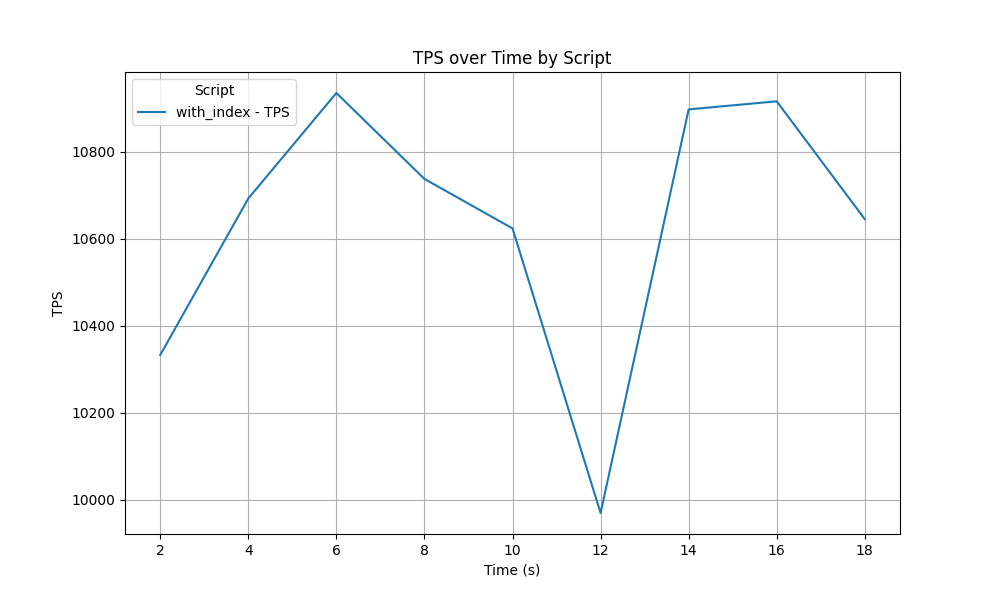 TPS over Time by Script
Script
with_index - TPS
10800
10600
10400
10200
10000
TPS
2 4 6 8 10 12 14 16 18
Time (s)